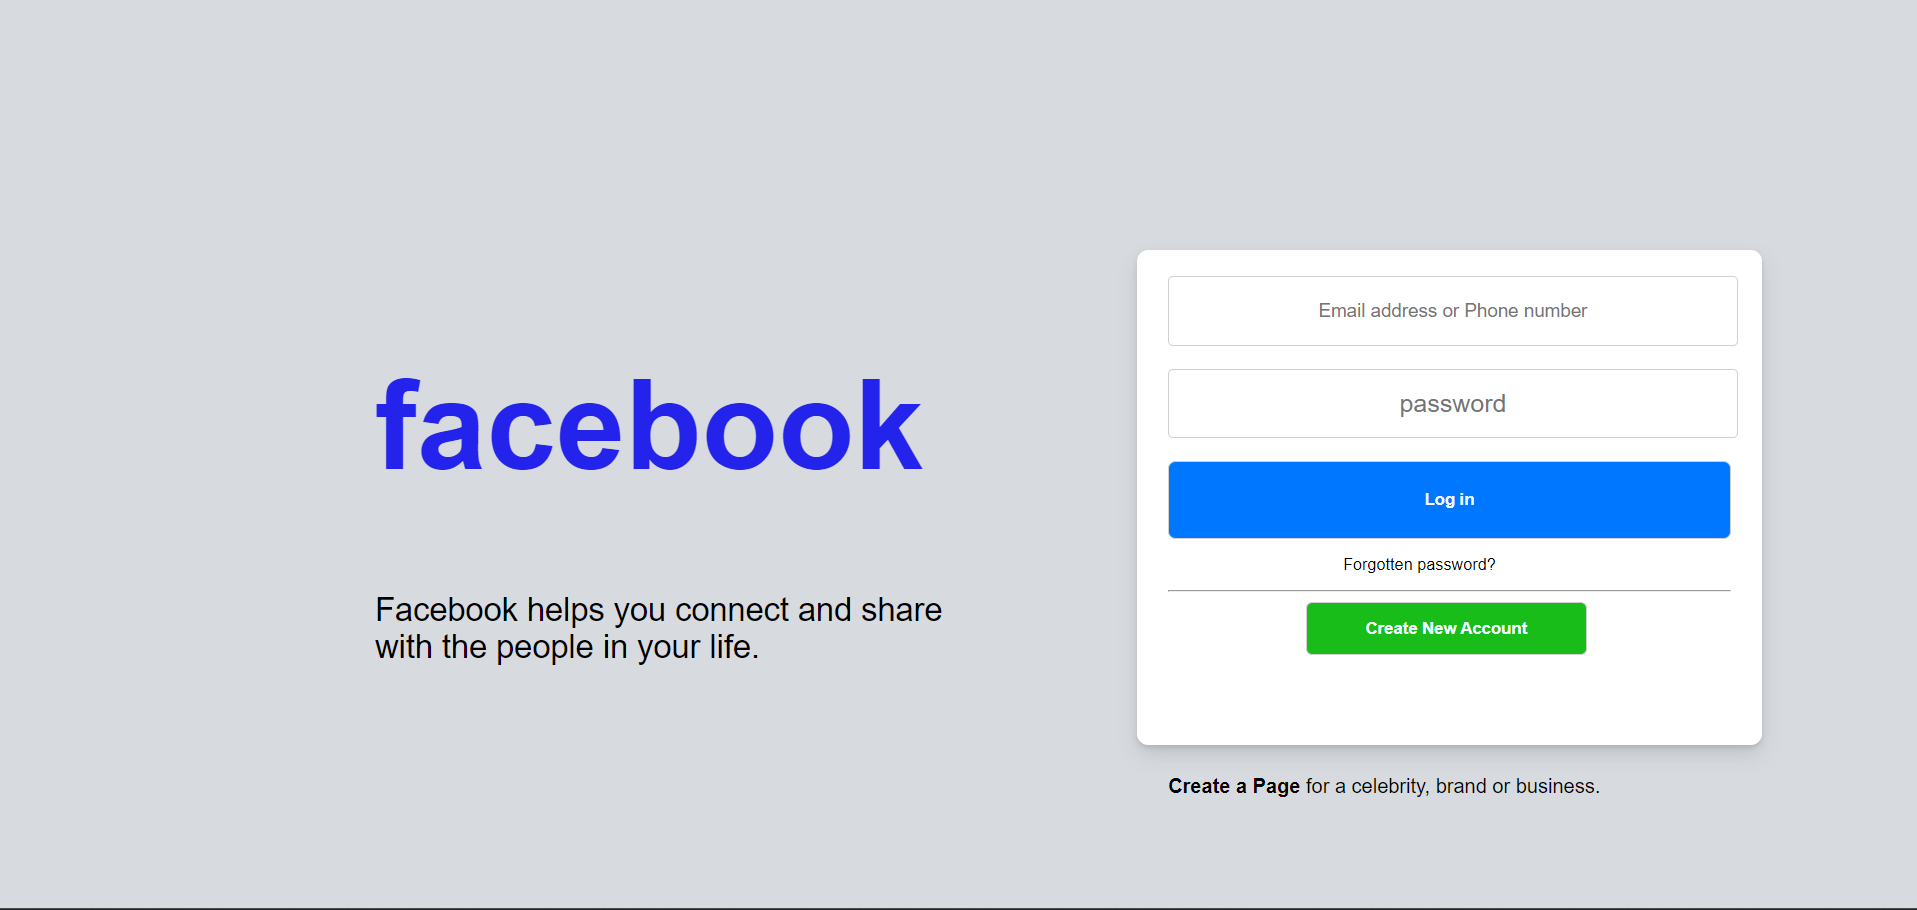 facebook
Facebook helps you connect and share
with the people in your life.
Email address or Phone number
password
Log in
Forgotten password?
Create New Account
Create a Page for a celebrity, brand or business.